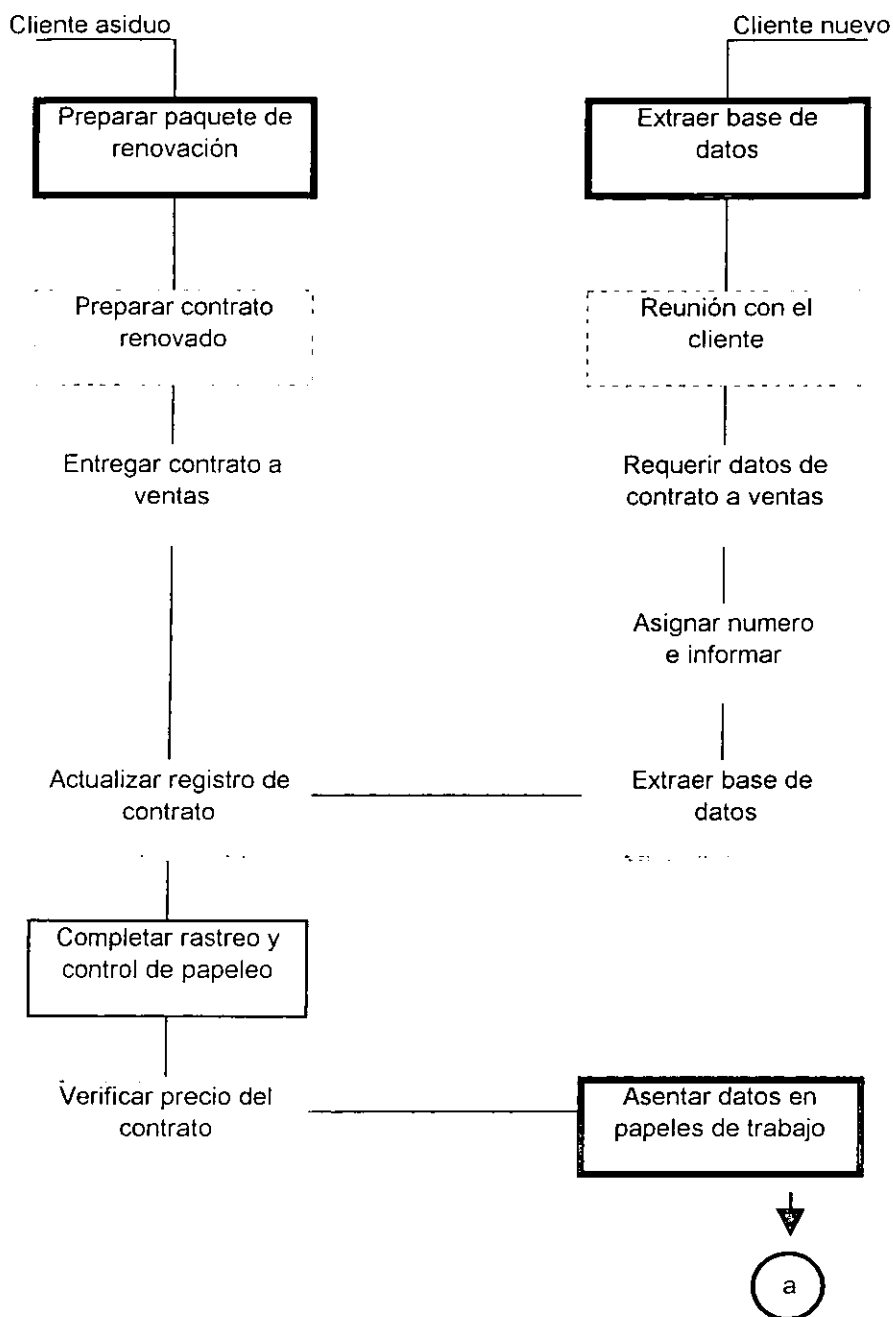 Cliente asiduo
Cliente nuevo
Preparar paquete de
renovación
Extraer base de
datos
Preparar contrato
renovado
Reunión con el
cliente
Entregar contrato a
ventas
Requerir datos de
contrato a ventas
Asignar numero
e informar
Actualizar registro de
contrato
Extraer base de
datos
Completar rastreo y
control de papeleo
Verificar precio del
contrato
Asentar datos en
papeles de trabajo
a